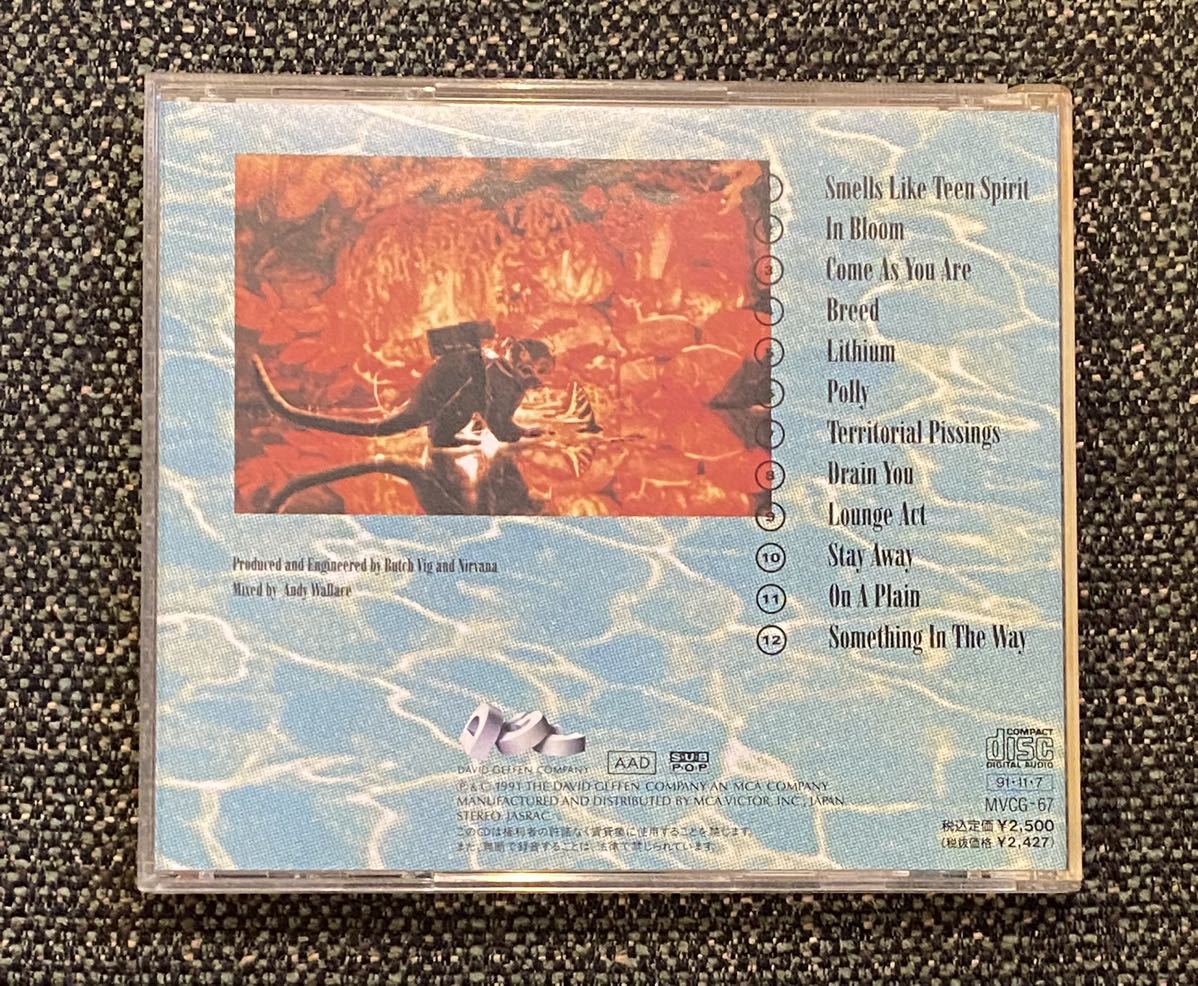 Smells Like Teen Spirit
In Bloom
3 Come As You Are
Breed
5 Lithium
6 Polly
7 Territorial Pissings
8 Drain You
9 Lounge Act
10 Stay Away
11 On A Plain
12 Something In The Way
Produced and Engineered by Butch Vig and Nirvana
Mixed by Andy Wallace
DGC
DAVID GEFFEN COMPANY
AAD
SUB
POP
℗ & © 1991 THE DAVID GEFFEN COMPANY AN MCA COMPANY
MANUFACTURED AND DISTRIBUTED BY MCA VICTOR, INC., JAPAN
STEREO JASRAC
このCDは権利者の許諾なく賃貸業に使用することを禁じます。
また、無断で録音することは、法律で禁じられています。
COMPACT
disc
DIGITAL AUDIO
91·11·7
MVCG-67
税込定価¥2,500
(税抜価格 ¥2,427)